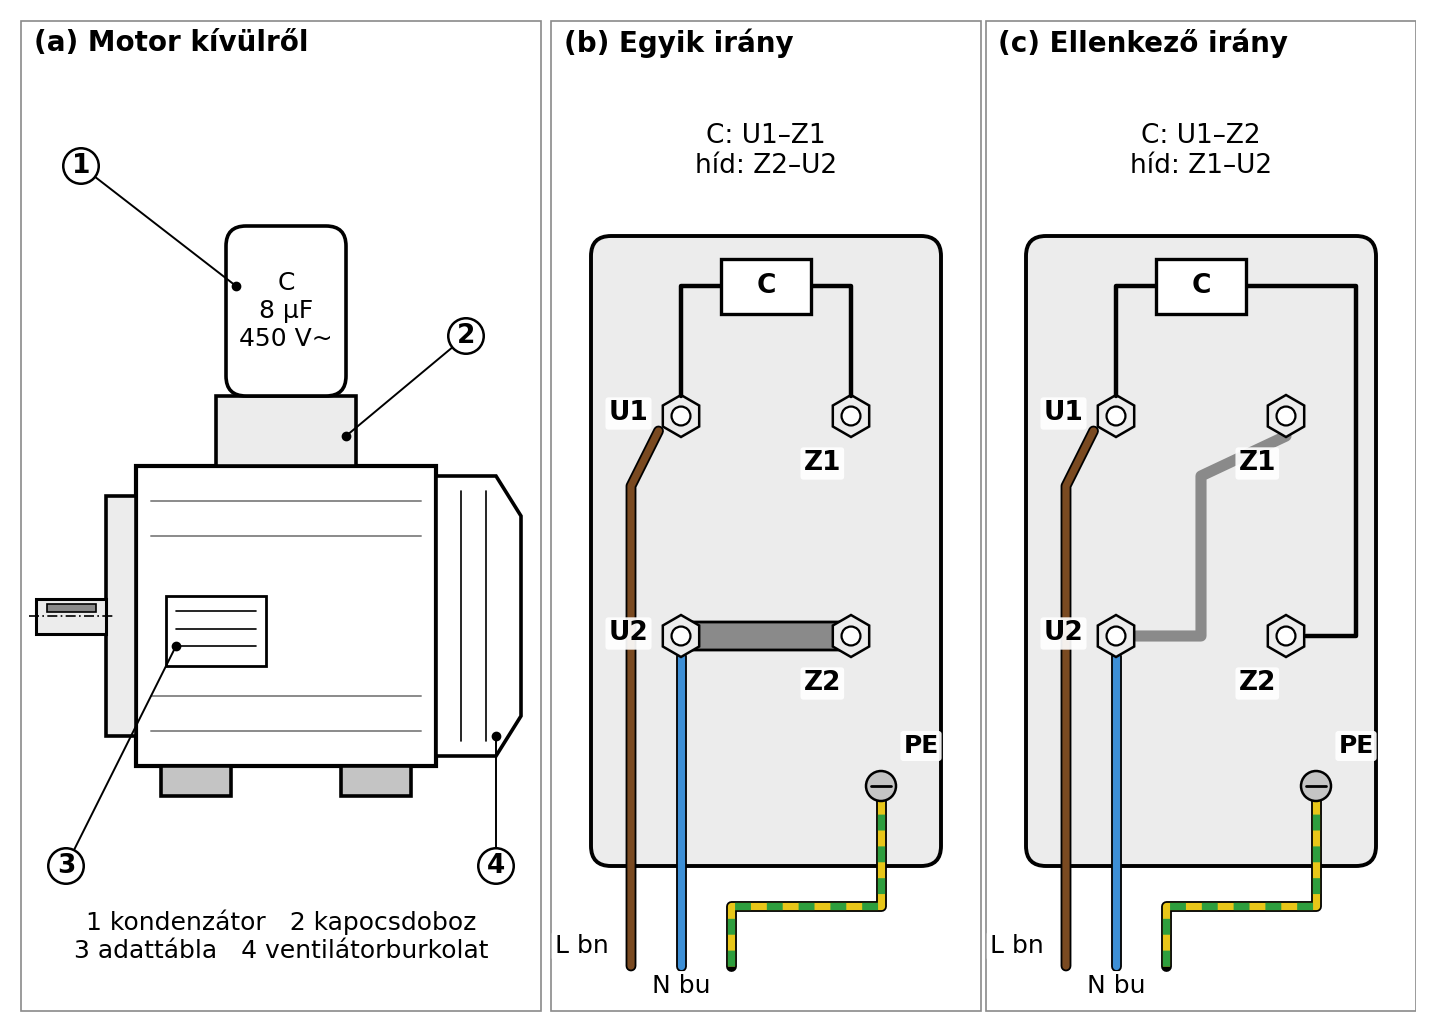 (a) Motor kívülről
1
C
8 µF
450 V~
2
3
4
1 kondenzátor   2 kapocsdoboz
3 adattábla   4 ventilátorburkolat
(b) Egyik irány
C: U1–Z1
híd: Z2–U2
C
U1
Z1
U2
Z2
PE
L bn
N bu
(c) Ellenkező irány
C: U1–Z2
híd: Z1–U2
C
U1
Z1
U2
Z2
PE
L bn
N bu